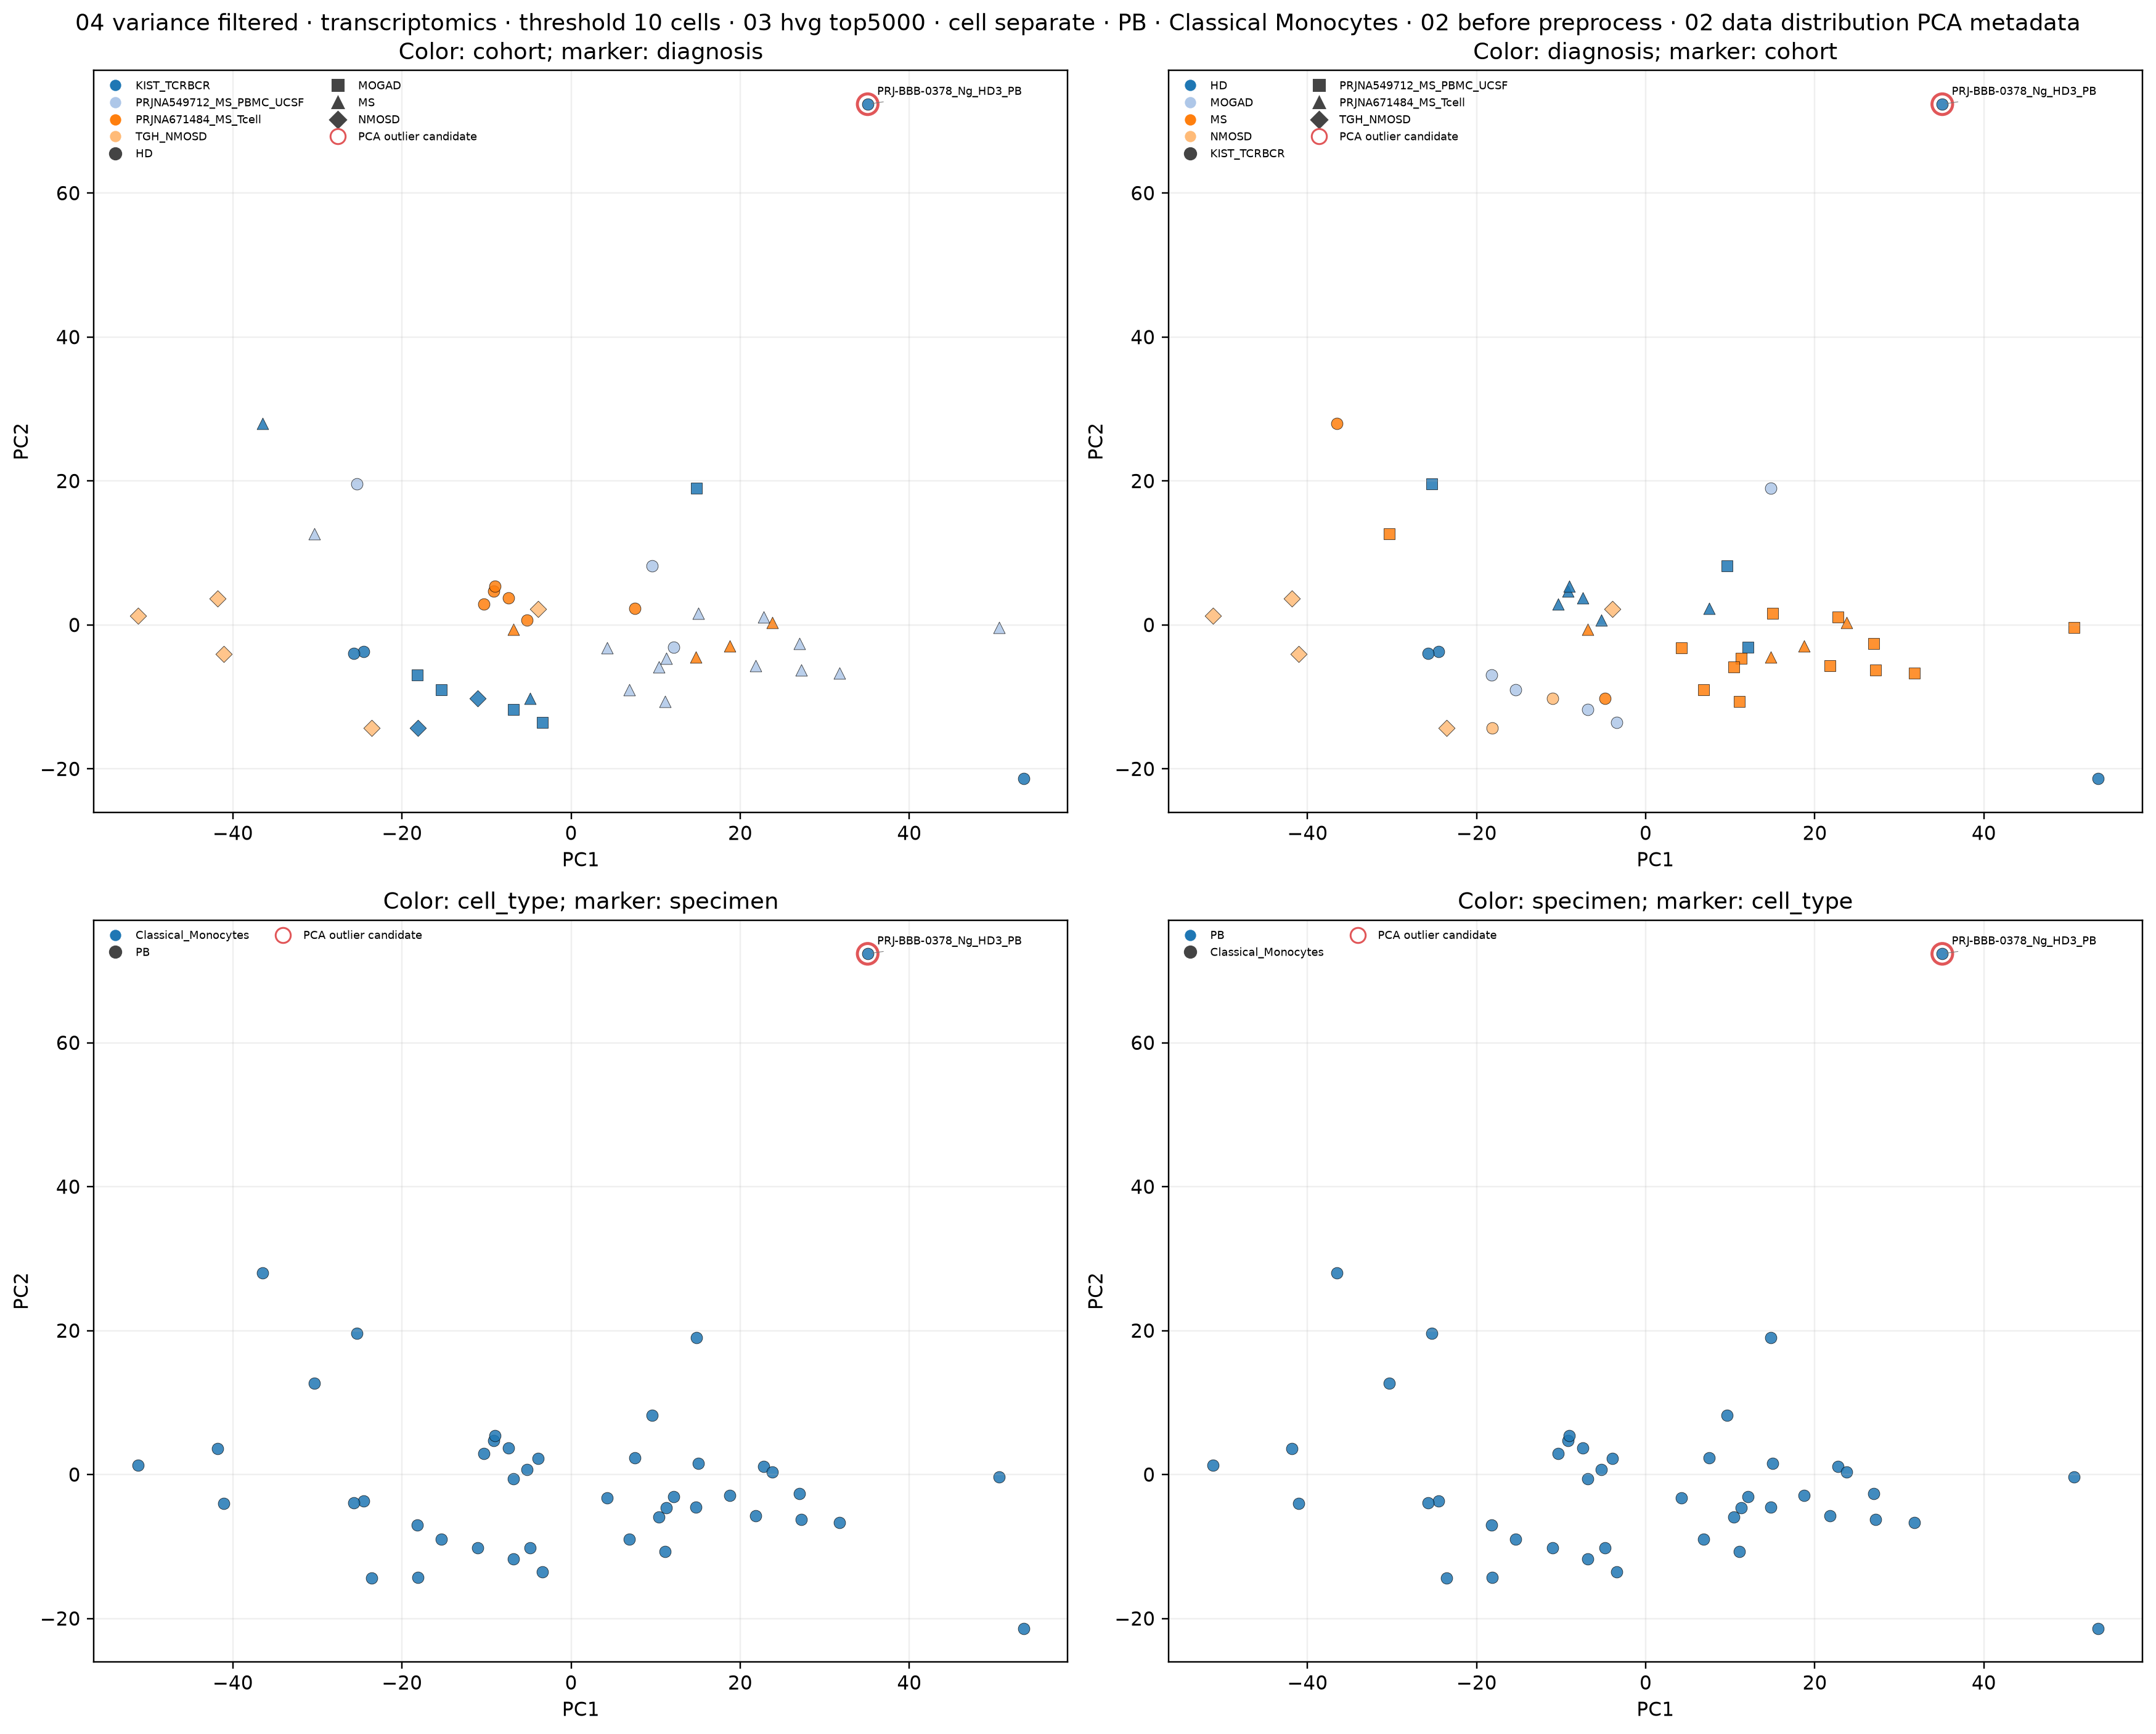 04 variance filtered · transcriptomics · threshold 10 cells · 03 hvg top5000 · cell separate · PB · Classical Monocytes · 02 before preprocess · 02 data distribution PCA metadata
Color: cohort; marker: diagnosis
KIST_TCRBCR
PRJNA549712_MS_PBMC_UCSF
PRJNA671484_MS_Tcell
TGH_NMOSD
HD
MOGAD
MS
NMOSD
PCA outlier candidate
PRJ-BBB-0378_Ng_HD3_PB
60
40
20
0
−20
PC2
−40
−20
0
20
40
PC1
Color: diagnosis; marker: cohort
HD
MOGAD
MS
NMOSD
KIST_TCRBCR
PRJNA549712_MS_PBMC_UCSF
PRJNA671484_MS_Tcell
TGH_NMOSD
PCA outlier candidate
PRJ-BBB-0378_Ng_HD3_PB
60
40
20
0
−20
PC2
−40
−20
0
20
40
PC1
Color: cell_type; marker: specimen
Classical_Monocytes
PB
PCA outlier candidate
PRJ-BBB-0378_Ng_HD3_PB
60
40
20
0
−20
PC2
−40
−20
0
20
40
PC1
Color: specimen; marker: cell_type
PB
Classical_Monocytes
PCA outlier candidate
PRJ-BBB-0378_Ng_HD3_PB
60
40
20
0
−20
PC2
−40
−20
0
20
40
PC1